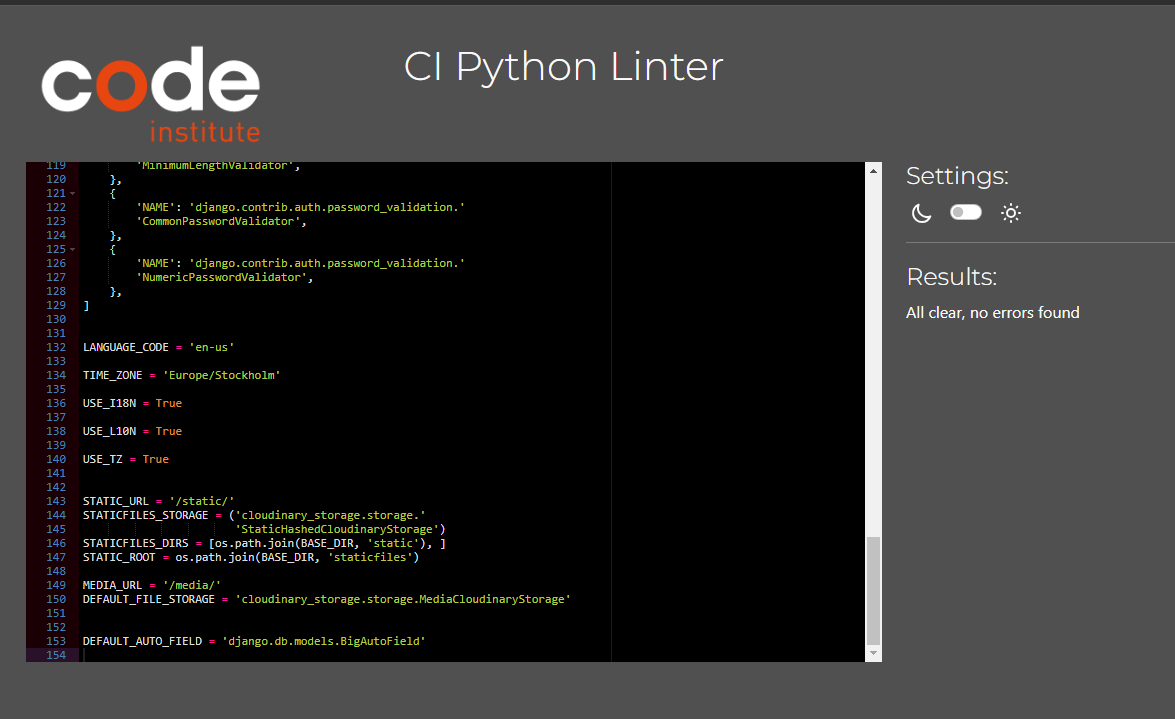 code
institute
CI Python Linter
119 'MinimumLengthValidator',
120 },
121 {
122 'NAME': 'django.contrib.auth.password_validation.'
123 'CommonPasswordValidator',
124 },
125 {
126 'NAME': 'django.contrib.auth.password_validation.'
127 'NumericPasswordValidator',
128 },
129 ]
130
131
132 LANGUAGE_CODE = 'en-us'
133
134 TIME_ZONE = 'Europe/Stockholm'
135
136 USE_I18N = True
137
138 USE_L10N = True
139
140 USE_TZ = True
141
142
143 STATIC_URL = '/static/'
144 STATICFILES_STORAGE = ('cloudinary_storage.storage.'
145 'StaticHashedCloudinaryStorage')
146 STATICFILES_DIRS = [os.path.join(BASE_DIR, 'static'), ]
147 STATIC_ROOT = os.path.join(BASE_DIR, 'staticfiles')
148
149 MEDIA_URL = '/media/'
150 DEFAULT_FILE_STORAGE = 'cloudinary_storage.storage.MediaCloudinaryStorage'
151
152
153 DEFAULT_AUTO_FIELD = 'django.db.models.BigAutoField'
154
Settings:
Results:
All clear, no errors found